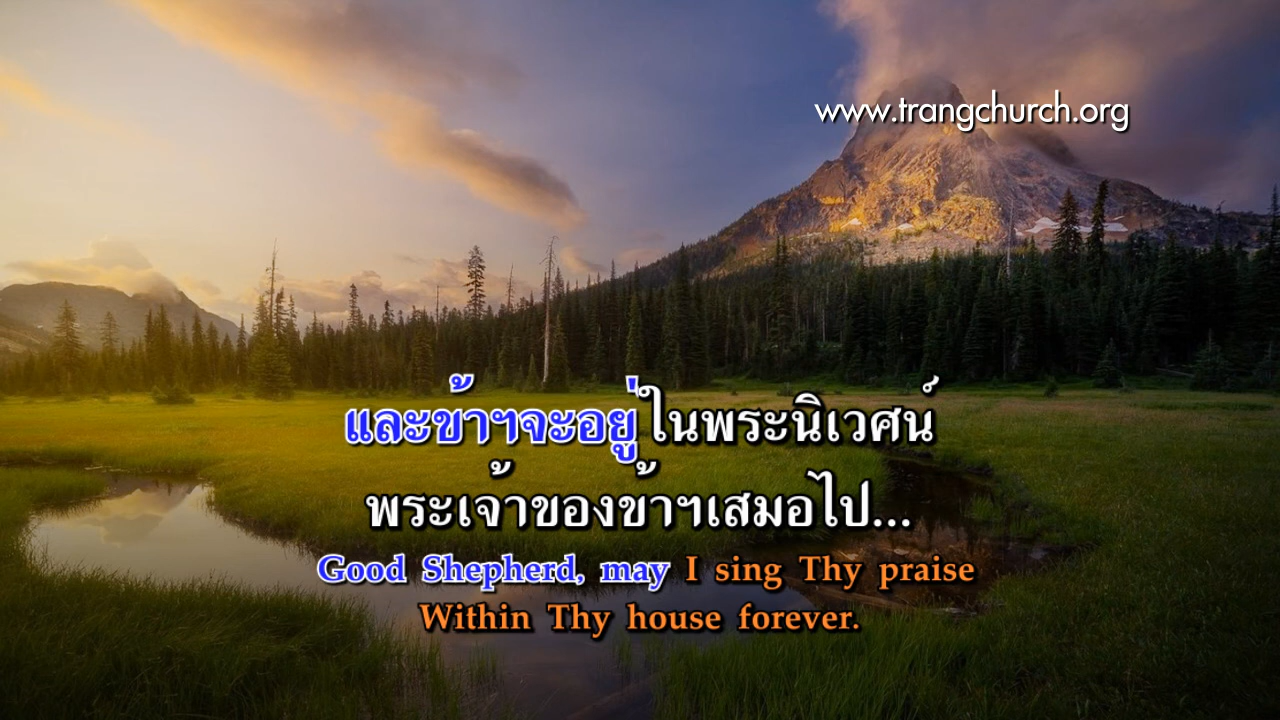 www.trangchurch.org
และข้าฯจะอยู่ในพระนิเวศน์
พระเจ้าของข้าฯเสมอไป...
Good Shepherd, may I sing Thy praise
Within Thy house forever.